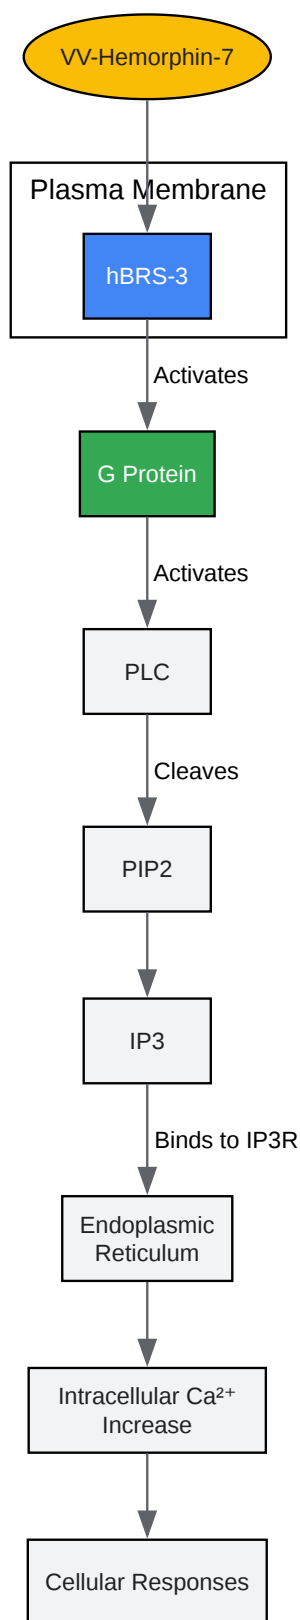 VV-Hemorphin-7
Plasma Membrane
hBRS-3
Activates
G Protein
Activates
PLC
Cleaves
PIP2
IP3
Binds to IP3R
Endoplasmic
Reticulum
Intracellular Ca²⁺
Increase
Cellular Responses